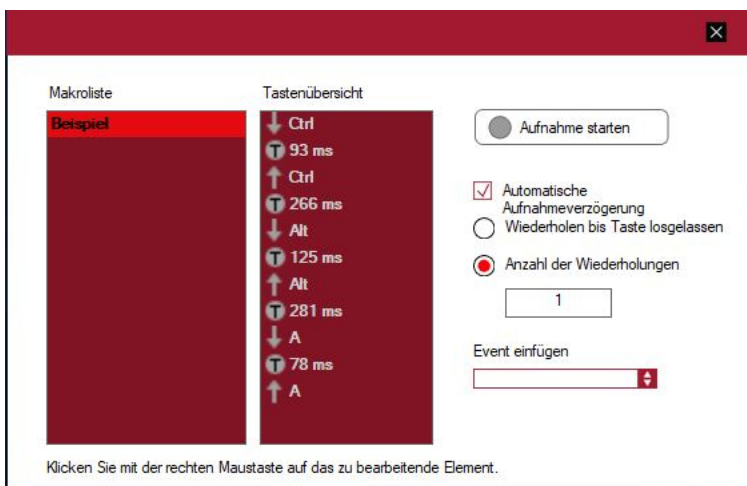 Makroliste
Beispiel
Tastenübersicht
Ctrl
T 93 ms
Ctrl
T 266 ms
Alt
T 125 ms
Alt
T 281 ms
A
T 78 ms
A
Aufnahme starten
Automatische
Aufnahmeverzögerung
Wiederholen bis Taste losgelassen
Anzahl der Wiederholungen
1
Event einfügen
Klicken Sie mit der rechten Maustaste auf das zu bearbeitende Element.